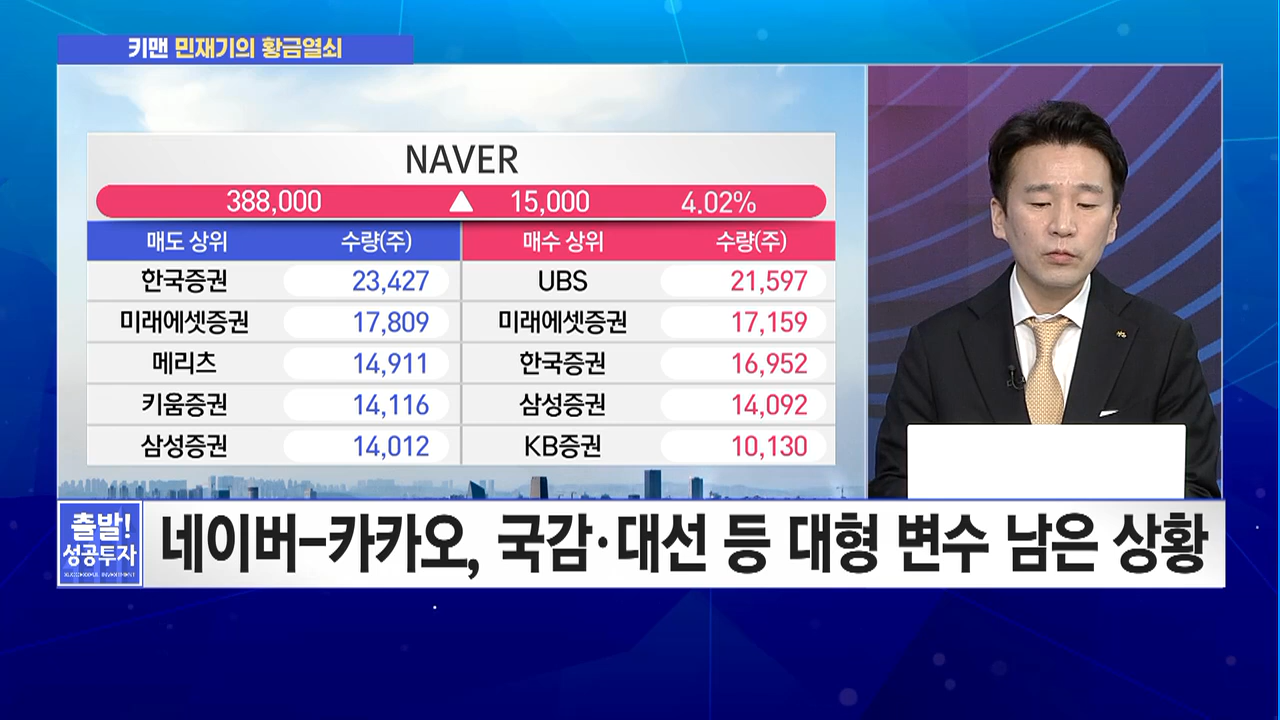 키맨 민재기의 황금열쇠
NAVER
388,000 ▲ 15,000 4.02%
매도 상위 수량(주) 매수 상위 수량(주)
한국증권 23,427 UBS 21,597
미래에셋증권 17,809 미래에셋증권 17,159
메리츠 14,911 한국증권 16,952
키움증권 14,116 삼성증권 14,092
삼성증권 14,012 KB증권 10,130
출발!
성공투자
네이버-카카오, 국감·대선 등 대형 변수 남은 상황